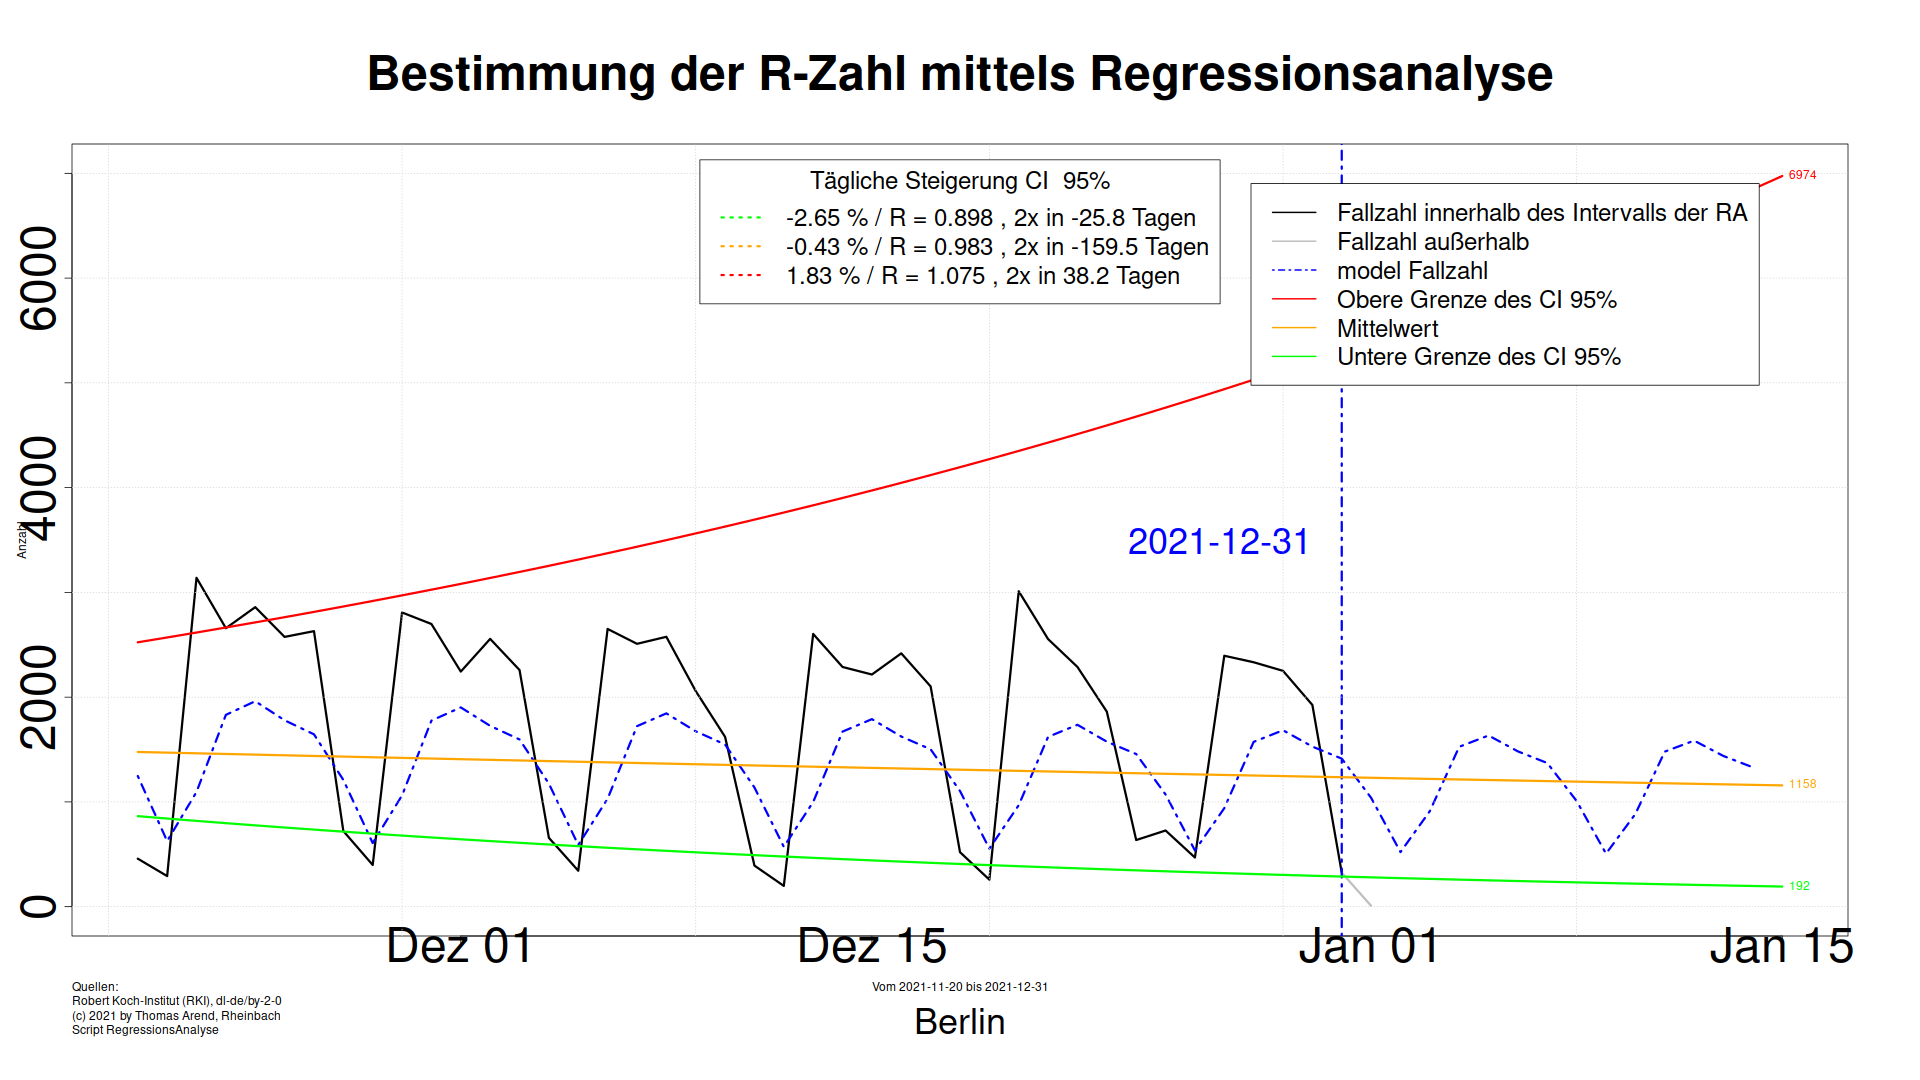 Bestimmung der R-Zahl mittels Regressionsanalyse
Tägliche Steigerung CI  95%
-2.65 % / R = 0.898 , 2x in -25.8 Tagen
-0.43 % / R = 0.983 , 2x in -159.5 Tagen
1.83 % / R = 1.075 , 2x in 38.2 Tagen
Fallzahl innerhalb des Intervalls der RA
Fallzahl außerhalb
model Fallzahl
Obere Grenze des CI 95%
Mittelwert
Untere Grenze des CI 95%
6974
6000
4000
2000
0
Anzahl
2021-12-31
1158
192
Dez 01
Dez 15
Jan 01
Jan 15
Quellen:
Robert Koch-Institut (RKI), dl-de/by-2-0
(c) 2021 by Thomas Arend, Rheinbach
Script RegressionsAnalyse
Vom 2021-11-20 bis 2021-12-31
Berlin